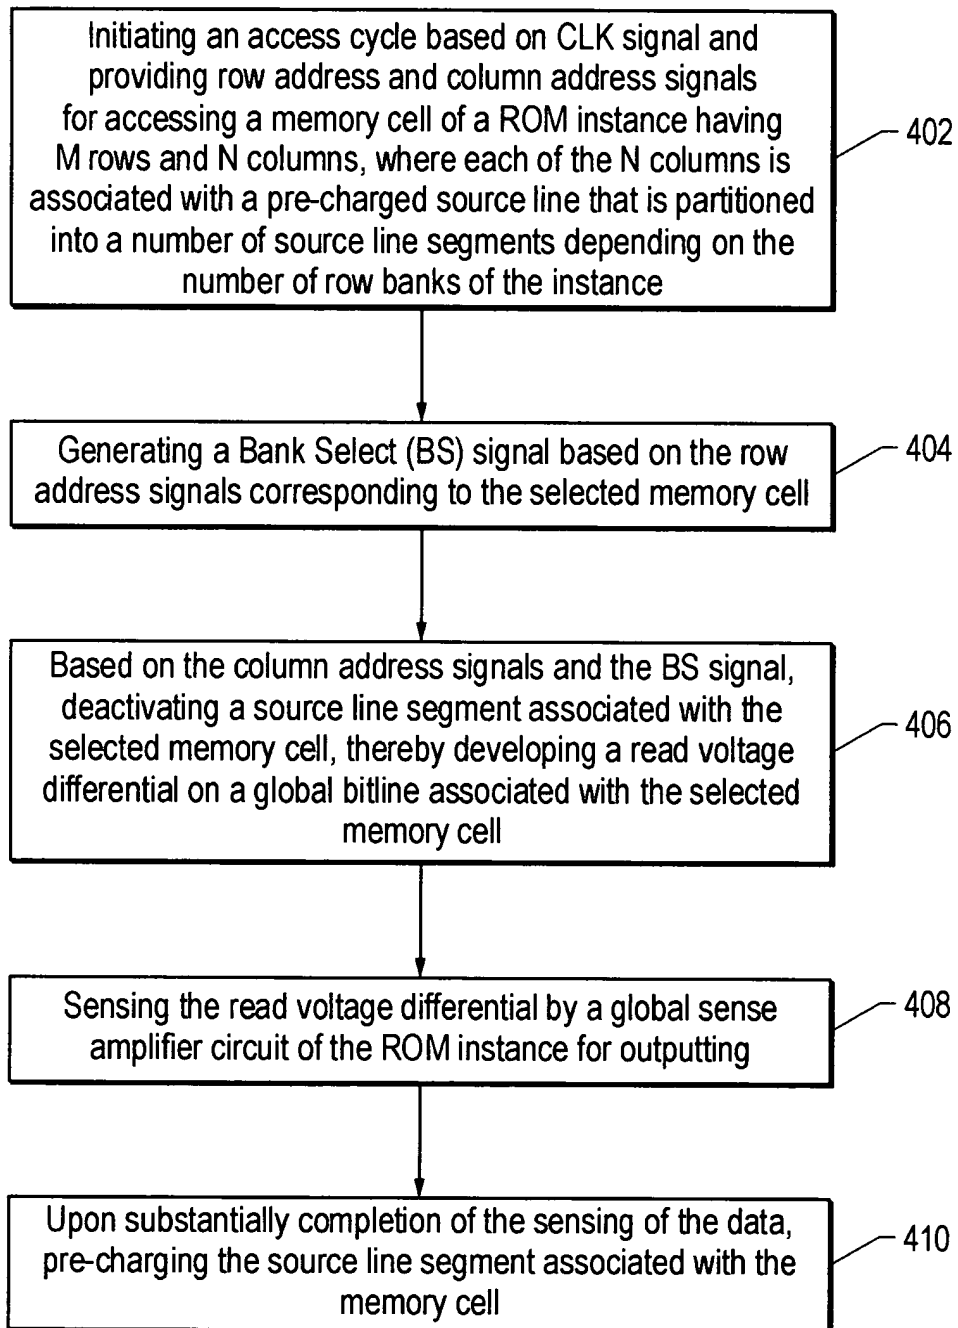 Initiating an access cycle based on CLK signal and
providing row address and column address signals
for accessing a memory cell of a ROM instance having
M rows and N columns, where each of the N columns is
associated with a pre-charged source line that is partitioned
into a number of source line segments depending on the
number of row banks of the instance
402
Generating a Bank Select (BS) signal based on the row
address signals corresponding to the selected memory cell
404
Based on the column address signals and the BS signal,
deactivating a source line segment associated with the
selected memory cell, thereby developing a read voltage
differential on a global bitline associated with the selected
memory cell
406
Sensing the read voltage differential by a global sense
amplifier circuit of the ROM instance for outputting
408
Upon substantially completion of the sensing of the data,
pre-charging the source line segment associated with the
memory cell
410